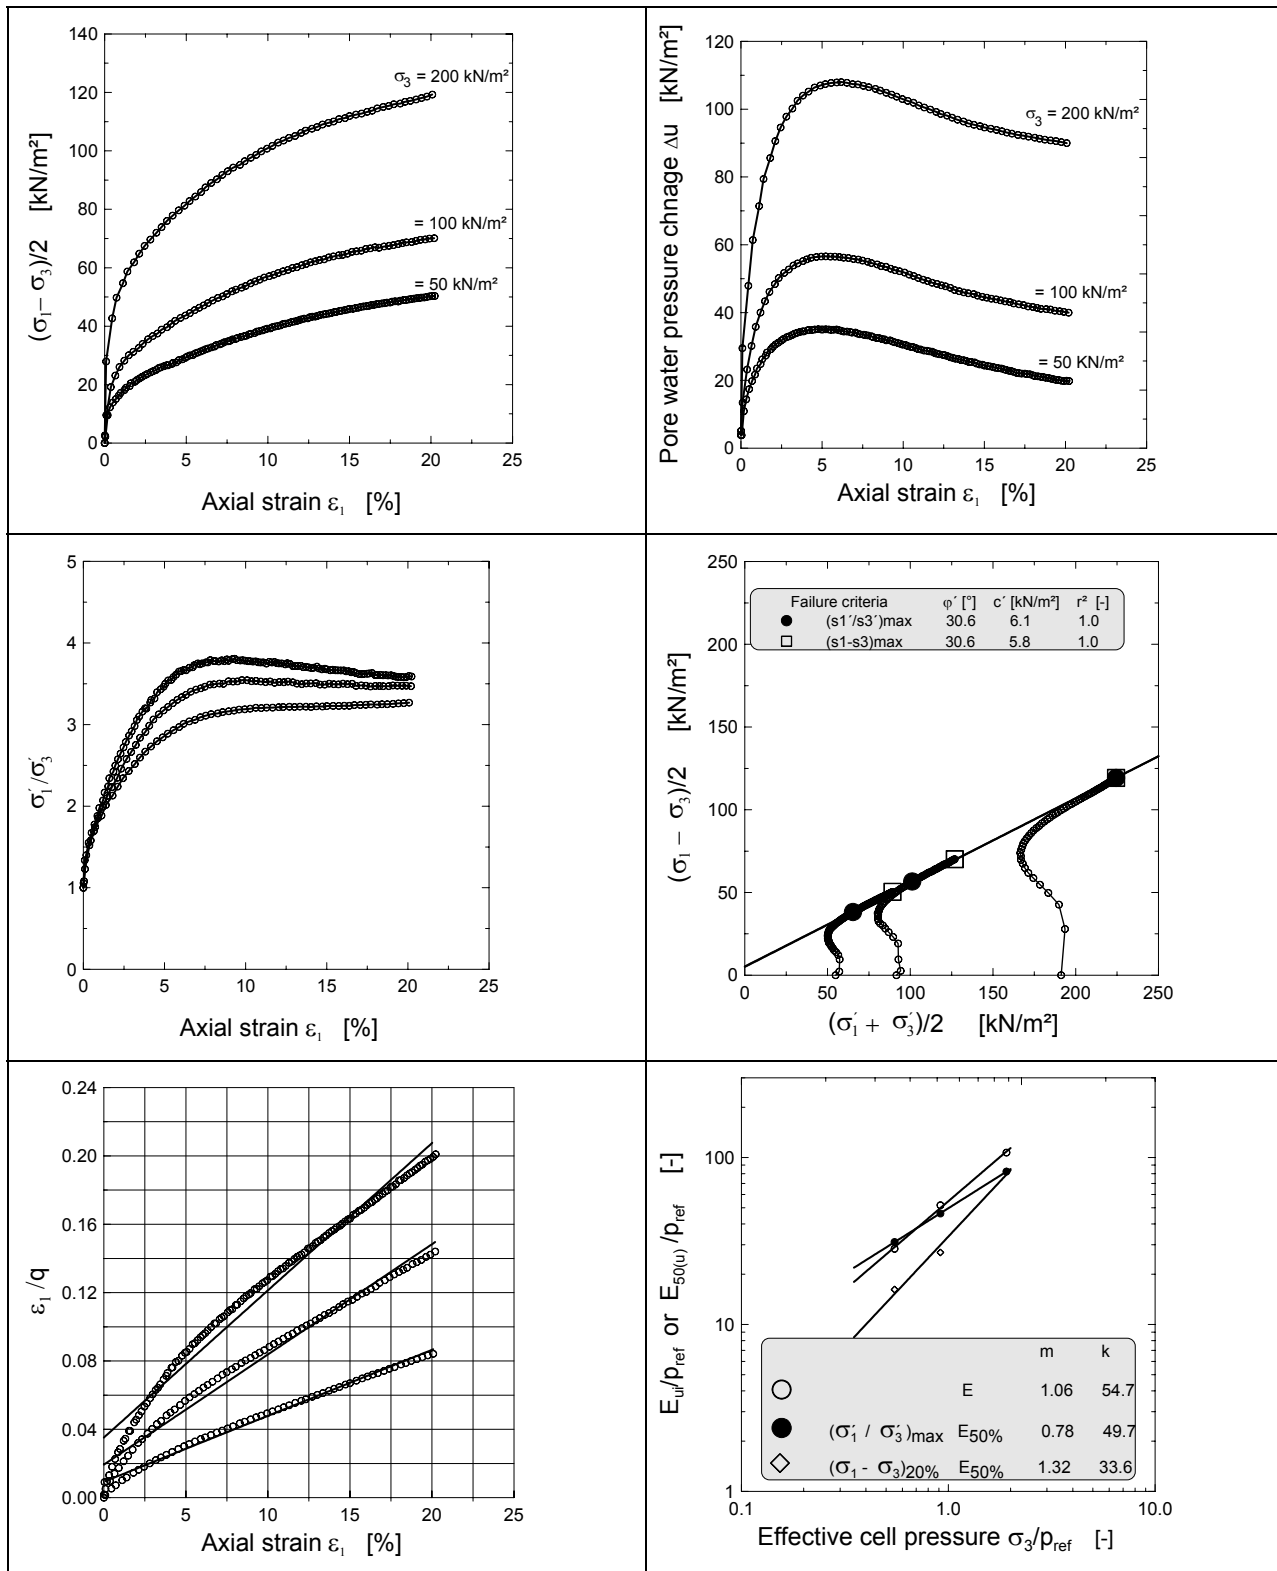 140
120
100
80
60
40
20
0
0 5 10 15 20 25
(σ₁ − σ₃)/2 [kN/m²]
Axial strain ε₁ [%]
σ₃ = 200 kN/m²
= 100 kN/m²
= 50 kN/m²
120
100
80
60
40
20
0
0 5 10 15 20 25
Pore water pressure chnage Δu [kN/m²]
Axial strain ε₁ [%]
σ₃ = 200 kN/m²
= 100 kN/m²
= 50 KN/m²
5
4
3
2
1
0
0 5 10 15 20 25
σ₁´/σ₃´
Axial strain ε₁ [%]
250
200
150
100
50
0
0 50 100 150 200 250
(σ₁ − σ₃)/2 [kN/m²]
(σ₁´ + σ₃´)/2 [kN/m²]
Failure criteria φ´ [°] c´ [kN/m²] r² [-]
(s1´/s3´)max 30.6 6.1 1.0
(s1-s3)max 30.6 5.8 1.0
0.24
0.20
0.16
0.12
0.08
0.04
0.00
0 5 10 15 20 25
ε₁/q
Axial strain ε₁ [%]
100
10
1
0.1 1.0 10.0
E_ui/p_ref or E_50(u)/p_ref [-]
Effective cell pressure σ₃/p_ref [-]
m k
E 1.06 54.7
(σ₁´ / σ₃´)max E50% 0.78 49.7
(σ₁ - σ₃)20% E50% 1.32 33.6